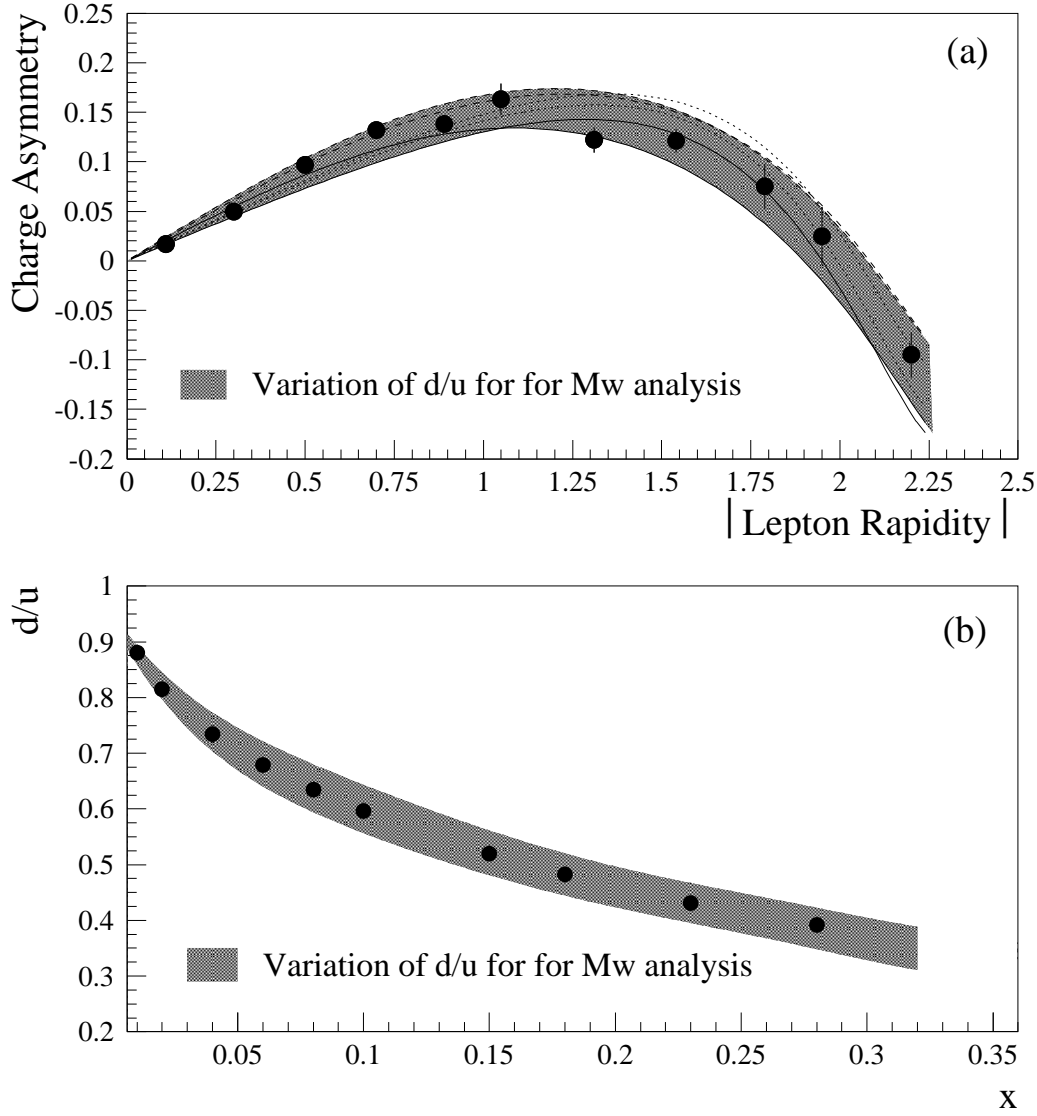 0.25
(a)
0.2
0.15
0.1
0.05
0
-0.05
-0.1
-0.15
-0.2
Charge Asymmetry
Variation of d/u for for Mw analysis
0 0.25 0.5 0.75 1 1.25 1.5 1.75 2 2.25 2.5
| Lepton Rapidity |
1
(b)
0.9
0.8
0.7
0.6
0.5
0.4
0.3
0.2
d/u
Variation of d/u for for Mw analysis
0.05 0.1 0.15 0.2 0.25 0.3 0.35
x